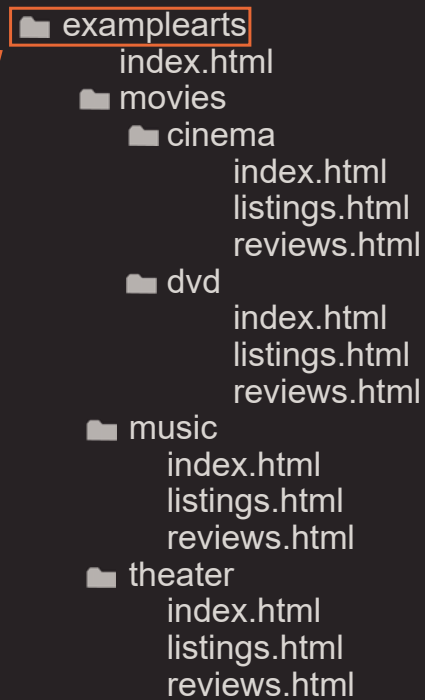 examplearts
index.html
movies
cinema
index.html
listings.html
reviews.html
dvd
index.html
listings.html
reviews.html
music
index.html
listings.html
reviews.html
theater
index.html
listings.html
reviews.html